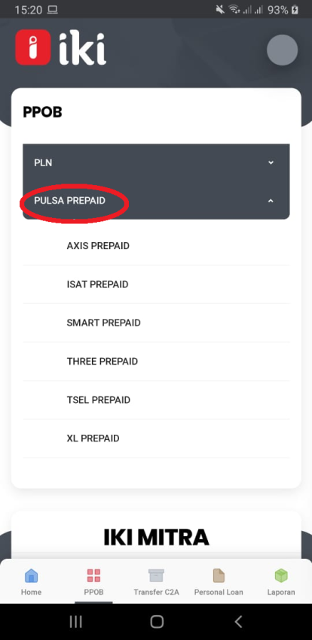 15:20 93%
iki
PPOB
PLN
PULSA PREPAID
AXIS PREPAID
ISAT PREPAID
SMART PREPAID
THREE PREPAID
TSEL PREPAID
XL PREPAID
IKI MITRA
Home PPOB Transfer C2A Personal Loan Laporan